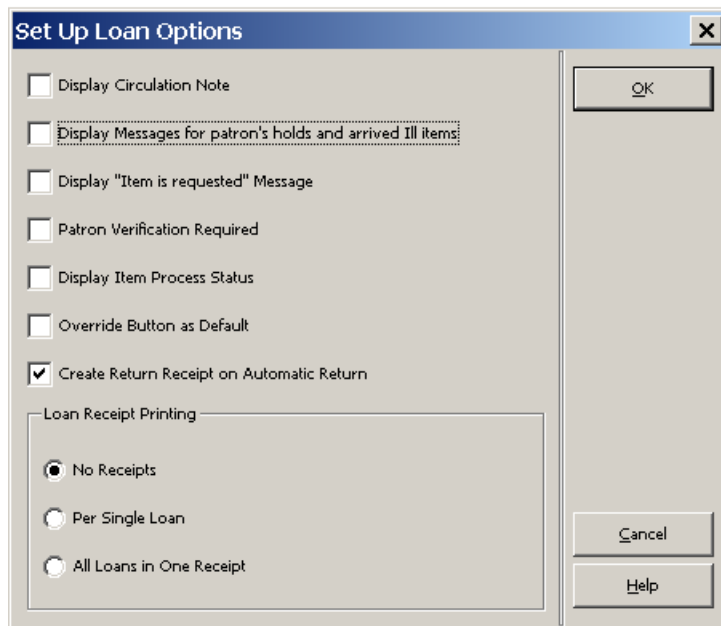 Set Up Loan Options
Display Circulation Note
Display Messages for patron's holds and arrived Ill items
Display "Item is requested" Message
Patron Verification Required
Display Item Process Status
Override Button as Default
Create Return Receipt on Automatic Return
Loan Receipt Printing
No Receipts
Per Single Loan
All Loans in One Receipt
OK
Cancel
Help